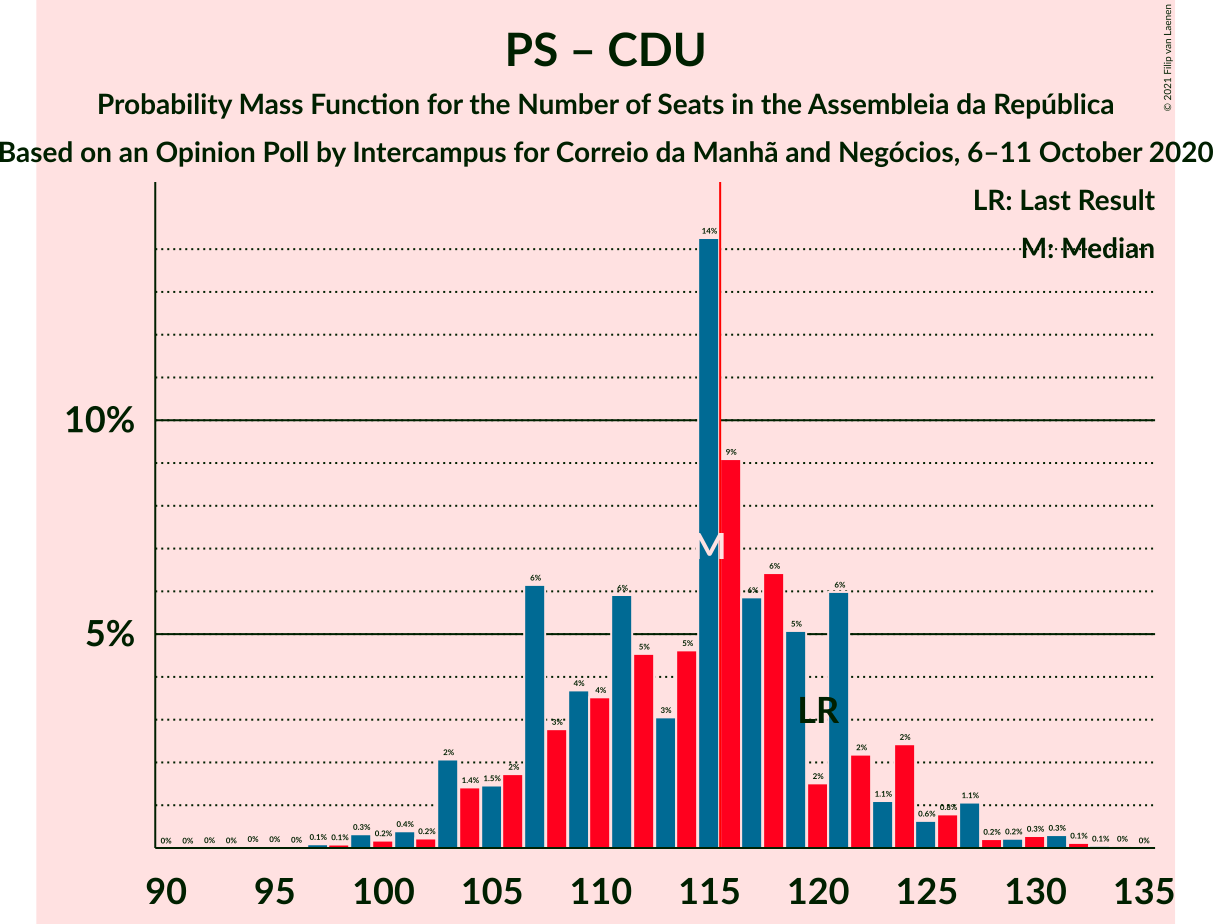 PS – CDU
Probability Mass Function for the Number of Seats in the Assembleia da República
Based on an Opinion Poll by Intercampus for Correio da Manhã and Negócios, 6–11 October 2020
© 2021 Filip van Laenen
LR: Last Result
M: Median
10%
5%
0% 0% 0% 0% 0% 0% 0% 0.1% 0.1% 0.3% 0.2% 0.4% 0.2% 2% 1.4% 1.5% 2% 6% 3% 4% 4% 6% 5% 3% 5% 14% 9% 6% 6% 5% 2% 6% 2% 1.1% 2% 0.6% 0.8% 1.1% 0.2% 0.2% 0.3% 0.3% 0.1% 0.1% 0% 0%
M
LR
90 95 100 105 110 115 120 125 130 135